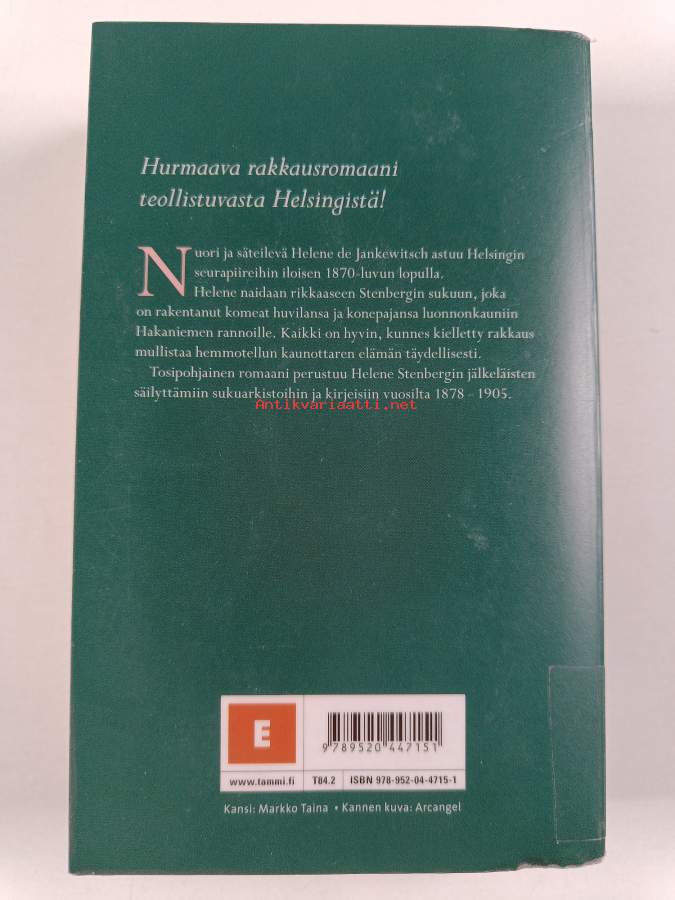 Hurmaava rakkausromaani
teollistuvasta Helsingistä!
Nuori ja säteilevä Helene de Jankewitsch astuu Helsingin
seurapiireihin iloisen 1870-luvun lopulla.
Helene naidaan rikkaaseen Stenbergin sukuun, joka
on rakentanut komeat huvilansa ja konepajansa luonnonkauniin
Hakaniemen rannoille. Kaikki on hyvin, kunnes kielletty rakkaus
mullistaa hemmotellun kaunottaren elämän täydellisesti.
Tosipohjainen romaani perustuu Helene Stenbergin jälkeläisten
säilyttämiin sukuarkistoihin ja kirjeisiin vuosilta 1878 – 1905.
Antikvariaatti.net
E
9789520447151
www.tammi.fi T84.2 ISBN 978-952-04-4715-1
Kansi: Markko Taina • Kannen kuva: Arcangel